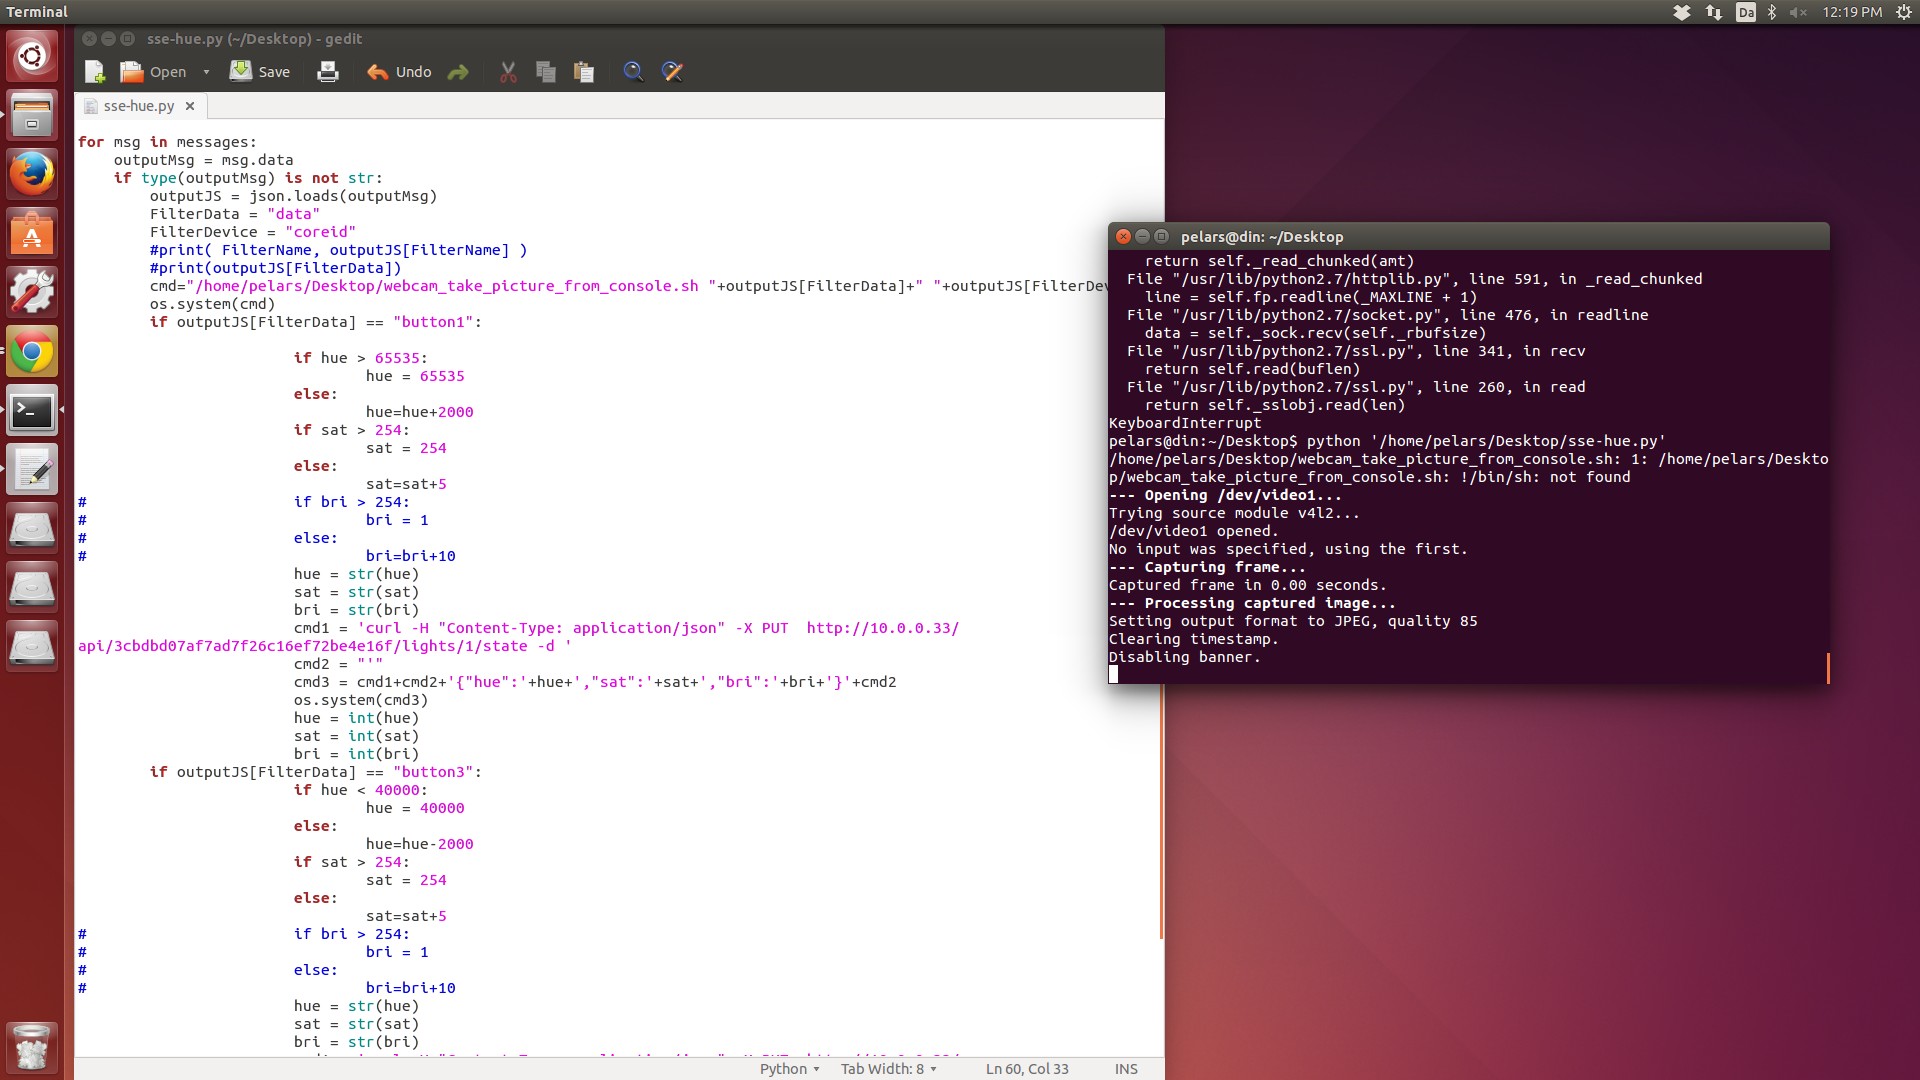 Terminal
Da
12:19 PM
sse-hue.py (~/Desktop) - gedit
Open
Save
Undo
sse-hue.py ×
for msg in messages:
    outputMsg = msg.data
    if type(outputMsg) is not str:
        outputJS = json.loads(outputMsg)
        FilterData = "data"
        FilterDevice = "coreid"
        #print( FilterName, outputJS[FilterName] )
        #print(outputJS[FilterData])
        cmd="/home/pelars/Desktop/webcam_take_picture_from_console.sh "+outputJS[FilterData]+" "+outputJS[FilterDev
        os.system(cmd)
        if outputJS[FilterData] == "button1":
                        if hue > 65535:
                                hue = 65535
                        else:
                                hue=hue+2000
                        if sat > 254:
                                sat = 254
                        else:
                                sat=sat+5
#                       if bri > 254:
#                               bri = 1
#                       else:
#                               bri=bri+10
                        hue = str(hue)
                        sat = str(sat)
                        bri = str(bri)
                        cmd1 = 'curl -H "Content-Type: application/json" -X PUT  http://10.0.0.33/
api/3cbdbd07af7ad7f26c16ef72be4e16f/lights/1/state -d '
                        cmd2 = "'"
                        cmd3 = cmd1+cmd2+'{"hue":'+hue+',"sat":'+sat+',"bri":'+bri+'}'+cmd2
                        os.system(cmd3)
                        hue = int(hue)
                        sat = int(sat)
                        bri = int(bri)
        if outputJS[FilterData] == "button3":
                        if hue < 40000:
                                hue = 40000
                        else:
                                hue=hue-2000
                        if sat > 254:
                                sat = 254
                        else:
                                sat=sat+5
#                       if bri > 254:
#                               bri = 1
#                       else:
#                               bri=bri+10
                        hue = str(hue)
                        sat = str(sat)
                        bri = str(bri)
Python
Tab Width: 8
Ln 60, Col 33
INS
pelars@din: ~/Desktop
    return self._read_chunked(amt)
  File "/usr/lib/python2.7/httplib.py", line 591, in _read_chunked
    line = self.fp.readline(_MAXLINE + 1)
  File "/usr/lib/python2.7/socket.py", line 476, in readline
    data = self._sock.recv(self._rbufsize)
  File "/usr/lib/python2.7/ssl.py", line 341, in recv
    return self.read(buflen)
  File "/usr/lib/python2.7/ssl.py", line 260, in read
    return self._sslobj.read(len)
KeyboardInterrupt
pelars@din:~/Desktop$ python '/home/pelars/Desktop/sse-hue.py'
/home/pelars/Desktop/webcam_take_picture_from_console.sh: 1: /home/pelars/Deskto
p/webcam_take_picture_from_console.sh: !/bin/sh: not found
--- Opening /dev/video1...
Trying source module v4l2...
/dev/video1 opened.
No input was specified, using the first.
--- Capturing frame...
Captured frame in 0.00 seconds.
--- Processing captured image...
Setting output format to JPEG, quality 85
Clearing timestamp.
Disabling banner.